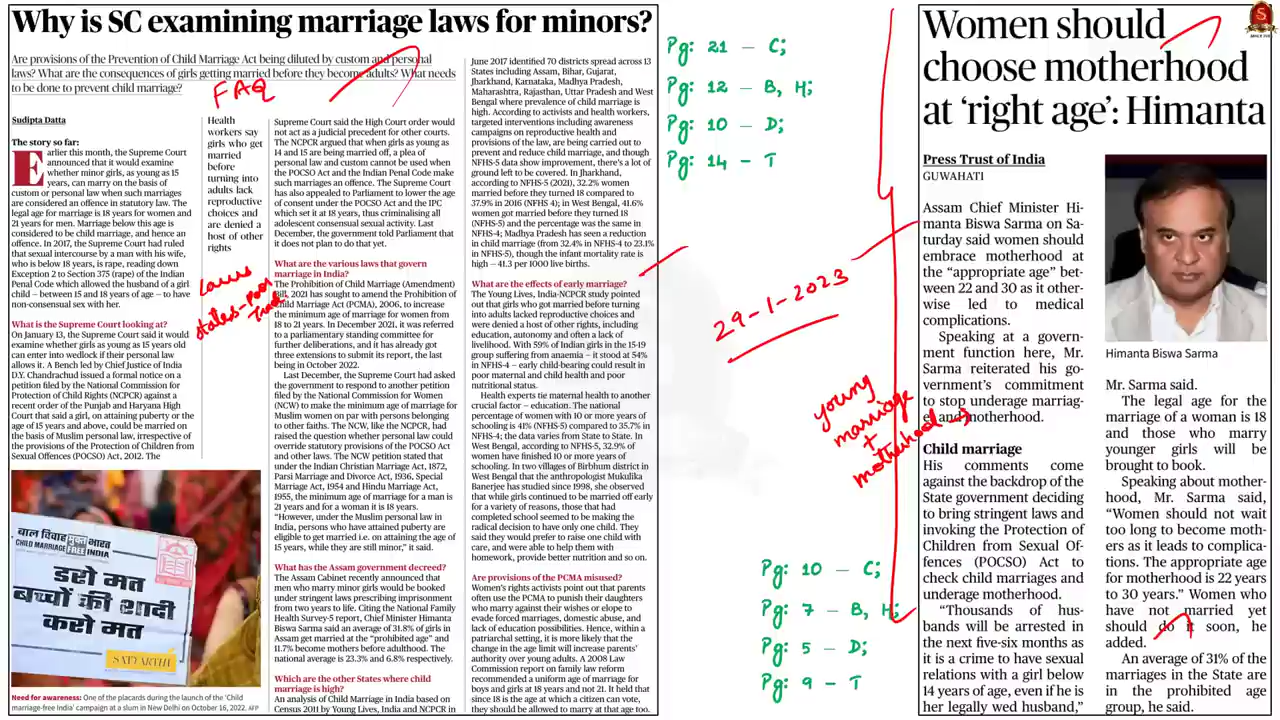 Why is SC examining marriage laws for minors?
Are provisions of the Prevention of Child Marriage Act being diluted by custom and personal
laws? What are the consequences of girls getting married before they become adults? What needs
to be done to prevent child marriage?
FAQ
Sudipta Datta
The story so far:
Earlier this month, the Supreme Court
announced that it would examine
whether minor girls, as young as 15
years, can marry on the basis of
custom or personal law when such marriages
are considered an offence in statutory law. The
legal age for marriage is 18 years for women and
21 years for men. Marriage below this age is
considered to be child marriage, and hence an
offence. In 2017, the Supreme Court had ruled
that sexual intercourse by a man with his wife,
who is below 18 years, is rape, reading down
Exception 2 to Section 375 (rape) of the Indian
Penal Code which allowed the husband of a girl
child – between 15 and 18 years of age – to have
non-consensual sex with her.
What is the Supreme Court looking at?
On January 13, the Supreme Court said it would
examine whether girls as young as 15 years old
can enter into wedlock if their personal law
allows it. A Bench led by Chief Justice of India
D.Y. Chandrachud issued a formal notice on a
petition filed by the National Commission for
Protection of Child Rights (NCPCR) against a
recent order of the Punjab and Haryana High
Court that said a girl, on attaining puberty or the
age of 15 years and above, could be married on
the basis of Muslim personal law, irrespective of
the provisions of the Protection of Children from
Sexual Offences (POCSO) Act, 2012. The
बाल विवाह मुक्त भारत
CHILD MARRIAGE FREE INDIA
डरो मत
बच्चों की शादी
करो मत
SATYARTHI
Need for awareness: One of the placards during the launch of the 'Child
marriage-free India' campaign at a slum in New Delhi on October 16, 2022. AFP
Health
workers say
girls who get
married
before
turning into
adults lack
reproductive
choices and
are denied a
host of other
rights
Laws
States - Poor
Track
Supreme Court said the High Court order would
not act as a judicial precedent for other courts.
The NCPCR argued that when girls as young as
14 and 15 are being married off, a plea of
personal law and custom cannot be used when
the POCSO Act and the Indian Penal Code make
such marriages an offence. The Supreme Court
has also appealed to Parliament to lower the age
of consent under the POCSO Act and the IPC
which set it at 18 years, thus criminalising all
adolescent consensual sexual activity. Last
December, the government told Parliament that
it does not plan to do that yet.
What are the various laws that govern
marriage in India?
The Prohibition of Child Marriage (Amendment)
Bill, 2021 has sought to amend the Prohibition of
Child Marriage Act (PCMA), 2006, to increase
the minimum age of marriage for women from
18 to 21 years. In December 2021, it was referred
to a parliamentary standing committee for
further deliberations, and it has already got
three extensions to submit its report, the last
being in October 2022.
Last December, the Supreme Court had asked
the government to respond to another petition
filed by the National Commission for Women
(NCW) to make the minimum age of marriage for
Muslim women on par with persons belonging
to other faiths. The NCW, like the NCPCR, had
raised the question whether personal law could
override statutory provisions of the POCSO Act
and other laws. The NCW petition stated that
under the Indian Christian Marriage Act, 1872,
Parsi Marriage and Divorce Act, 1936, Special
Marriage Act, 1954 and Hindu Marriage Act,
1955, the minimum age of marriage for a man is
21 years and for a woman it is 18 years.
“However, under the Muslim personal law in
India, persons who have attained puberty are
eligible to get married i.e. on attaining the age of
15 years, while they are still minor,” it said.
What has the Assam government decreed?
The Assam Cabinet recently announced that
men who marry minor girls would be booked
under stringent laws prescribing imprisonment
from two years to life. Citing the National Family
Health Survey-5 report, Chief Minister Himanta
Biswa Sarma said an average of 31.8% of girls in
Assam get married at the “prohibited age” and
11.7% become mothers before adulthood. The
national average is 23.3% and 6.8% respectively.
Which are the other States where child
marriage is high?
An analysis of Child Marriage in India based on
Census 2011 by Young Lives, India and NCPCR in
June 2017 identified 70 districts spread across 13
States including Assam, Bihar, Gujarat,
Jharkhand, Karnataka, Madhya Pradesh,
Maharashtra, Rajasthan, Uttar Pradesh and West
Bengal where prevalence of child marriage is
high. According to activists and health workers,
targeted interventions including awareness
campaigns on reproductive health and
provisions of the law, are being carried out to
prevent and reduce child marriage, and though
NFHS-5 data show improvement, there's a lot of
ground left to be covered. In Jharkhand,
according to NFHS-5 (2021), 32.2% women
married before they turned 18 compared to
37.9% in 2016 (NFHS 4); in West Bengal, 41.6%
women got married before they turned 18
(NFHS-5) and the percentage was the same in
NFHS-4; Madhya Pradesh has seen a reduction
in child marriage (from 32.4% in NFHS-4 to 23.1%
in NFHS-5), though the infant mortality rate is
high – 41.3 per 1000 live births.
What are the effects of early marriage?
The Young Lives, India-NCPCR study pointed
out that girls who got married before turning
into adults lacked reproductive choices and
were denied a host of other rights, including
education, autonomy and often a lack of
livelihood. With 59% of Indian girls in the 15-19
group suffering from anaemia – it stood at 54%
in NFHS-4 – early child-bearing could result in
poor maternal and child health and poor
nutritional status.
Health experts tie maternal health to another
crucial factor – education. The national
percentage of women with 10 or more years of
schooling is 41% (NFHS-5) compared to 35.7% in
NFHS-4; the data varies from State to State. In
West Bengal, according to NFHS-5, 32.9% of
women have finished 10 or more years of
schooling. In two villages of Birbhum district in
West Bengal that the anthropologist Mukulika
Banerjee has studied since 1998, she observed
that while girls continued to be married off early
for a variety of reasons, those that had
completed school seemed to be making the
radical decision to have only one child. They
said they would prefer to raise one child with
care, and were able to help them with
homework, provide better nutrition and so on.
Are provisions of the PCMA misused?
Women's rights activists point out that parents
often use the PCMA to punish their daughters
who marry against their wishes or elope to
evade forced marriages, domestic abuse, and
lack of education possibilities. Hence, within a
patriarchal setting, it is more likely that the
change in the age limit will increase parents'
authority over young adults. A 2008 Law
Commission report on family law reform
recommended a uniform age of marriage for
boys and girls at 18 years and not 21. It held that
since 18 is the age at which a citizen can vote,
they should be allowed to marry at that age too.
Pg: 21 – C;
Pg: 12 – B, H;
Pg: 10 – D;
Pg: 14 – T
29-1-2023
young
marriage
+
motherhood →
Pg: 10 – C;
Pg: 7 – B, H;
Pg: 5 – D;
Pg: 9 – T
Women should
choose motherhood
at ‘right age’: Himanta
Press Trust of India
GUWAHATI
Assam Chief Minister Hi-
manta Biswa Sarma on Sa-
turday said women should
embrace motherhood at
the “appropriate age” bet-
ween 22 and 30 as it other-
wise led to medical
complications.
Speaking at a govern-
ment function here, Mr.
Sarma reiterated his go-
vernment's commitment
to stop underage marriag-
es and motherhood.
Child marriage
His comments come
against the backdrop of the
State government deciding
to bring stringent laws and
invoking the Protection of
Children from Sexual Of-
fences (POCSO) Act to
check child marriages and
underage motherhood.
“Thousands of hus-
bands will be arrested in
the next five-six months as
it is a crime to have sexual
relations with a girl below
14 years of age, even if he is
her legally wed husband,”
Himanta Biswa Sarma
Mr. Sarma said.
The legal age for the
marriage of a woman is 18
and those who marry
younger girls will be
brought to book.
Speaking about mother-
hood, Mr. Sarma said,
“Women should not wait
too long to become moth-
ers as it leads to complica-
tions. The appropriate age
for motherhood is 22 years
to 30 years.” Women who
have not married yet
should do it soon, he
added.
An average of 31% of the
marriages in the State are
in the prohibited age
group, he said.